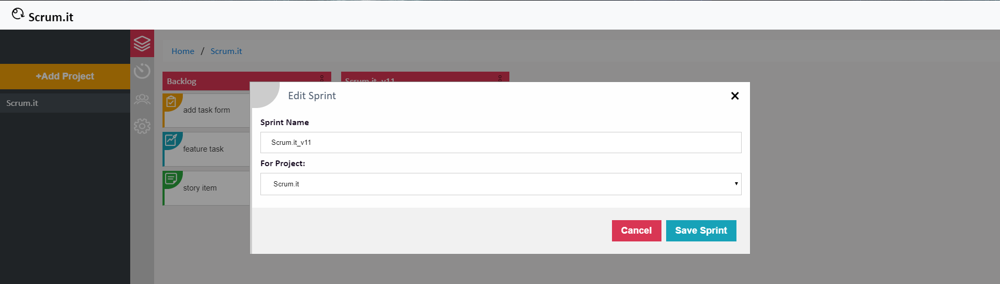 Scrum.it
+Add Project
Scrum.it
Home / Scrum.it
Backlog
Scrum.it_v11
add task form
feature task
story item
Edit Sprint
Sprint Name
Scrum.it_v11
For Project:
Scrum.it
Cancel
Save Sprint